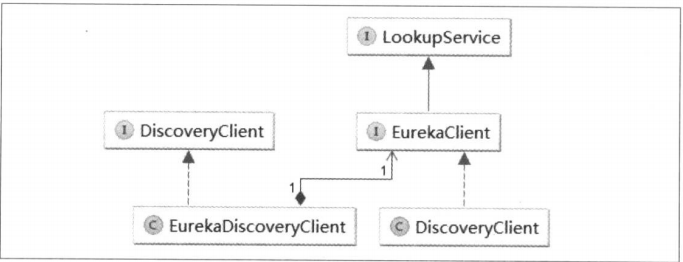 I LookupService
I DiscoveryClient
I EurekaClient
1
1
C EurekaDiscoveryClient
C DiscoveryClient